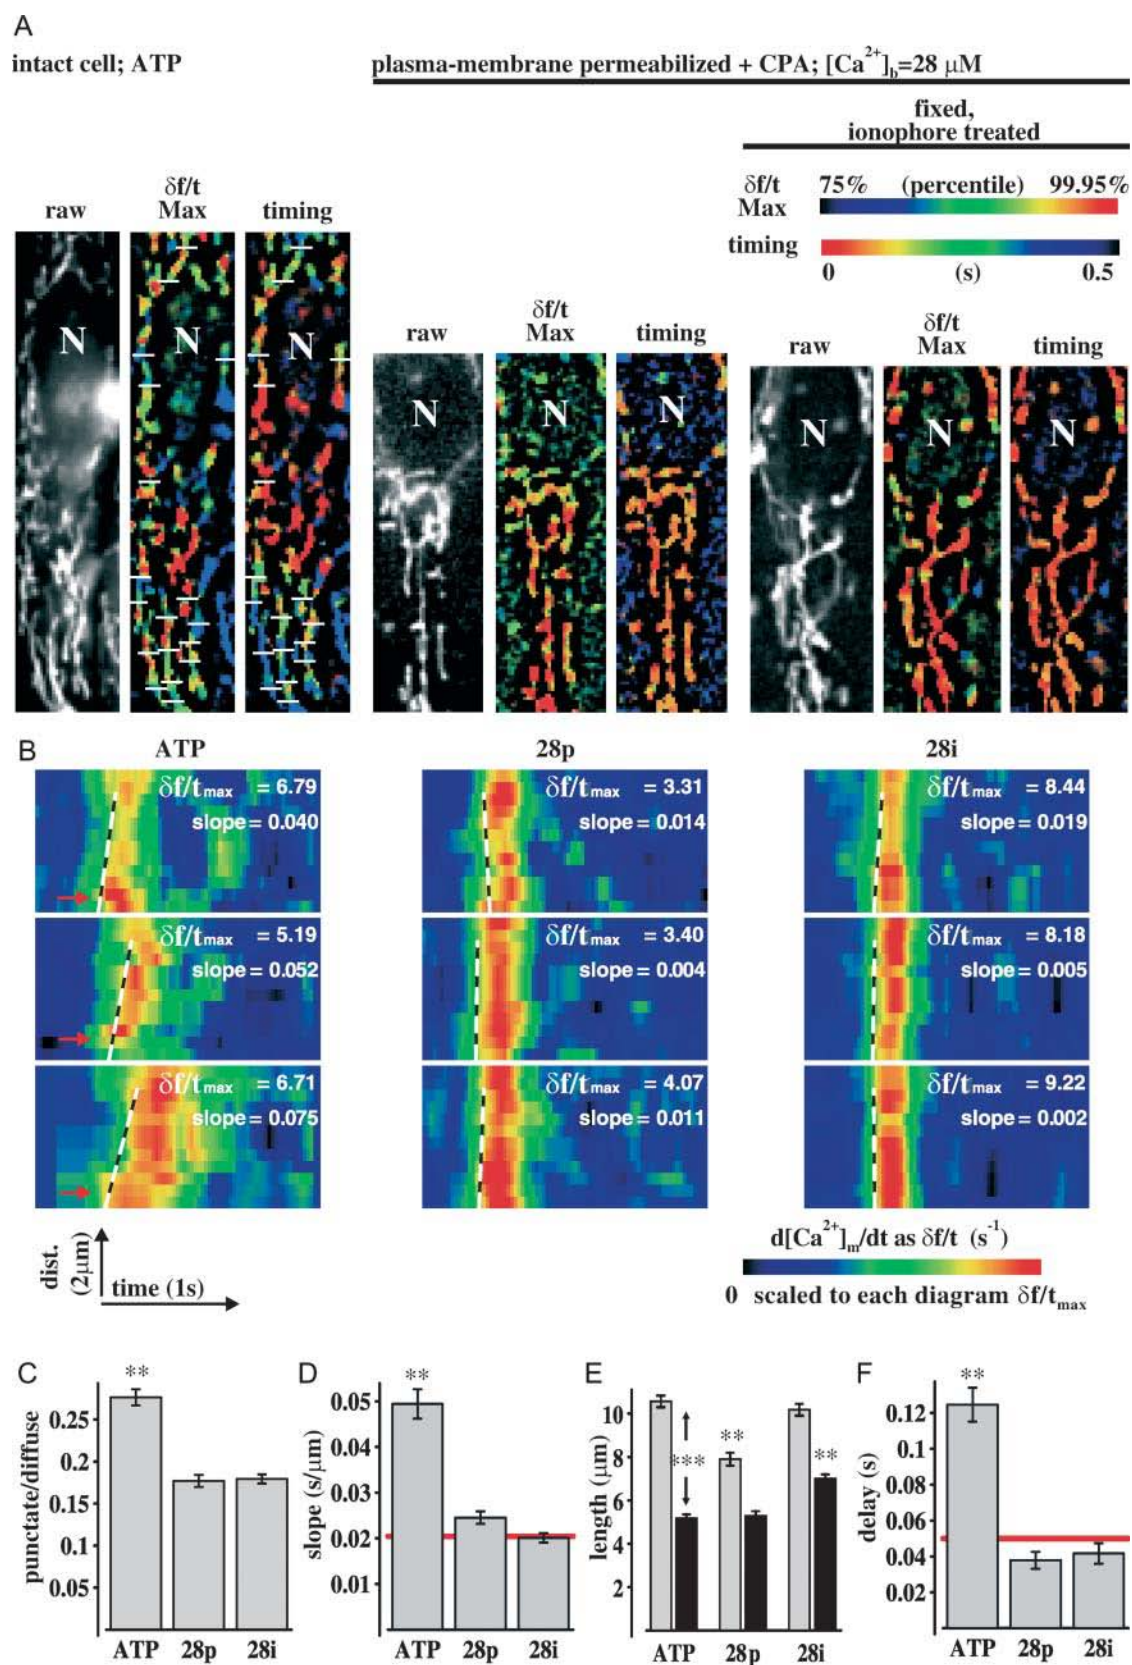 A
intact cell; ATP
plasma-membrane permeabilized + CPA; [Ca²⁺]b=28 μM
fixed,
ionophore treated
δf/t Max
75% (percentile) 99.95%
timing
0 (s) 0.5
raw
δf/t Max
timing
N
N
N
raw
δf/t Max
timing
N
N
N
raw
δf/t Max
timing
N
N
N
B
ATP
28p
28i
δf/tmax = 6.79
slope = 0.040
δf/tmax = 3.31
slope = 0.014
δf/tmax = 8.44
slope = 0.019
δf/tmax = 5.19
slope = 0.052
δf/tmax = 3.40
slope = 0.004
δf/tmax = 8.18
slope = 0.005
δf/tmax = 6.71
slope = 0.075
δf/tmax = 4.07
slope = 0.011
δf/tmax = 9.22
slope = 0.002
dist.
(2μm)
time (1s)
d[Ca²⁺]m/dt as δf/t (s⁻¹)
0 scaled to each diagram δf/tmax
C
punctate/diffuse
0.25
0.2
0.15
0.1
0.05
**
ATP 28p 28i
D
slope (s/μm)
0.05
0.04
0.03
0.02
0.01
**
ATP 28p 28i
E
length (μm)
10
8
6
4
2
***
**
**
ATP 28p 28i
F
delay (s)
0.12
0.1
0.08
0.06
0.04
0.02
**
ATP 28p 28i